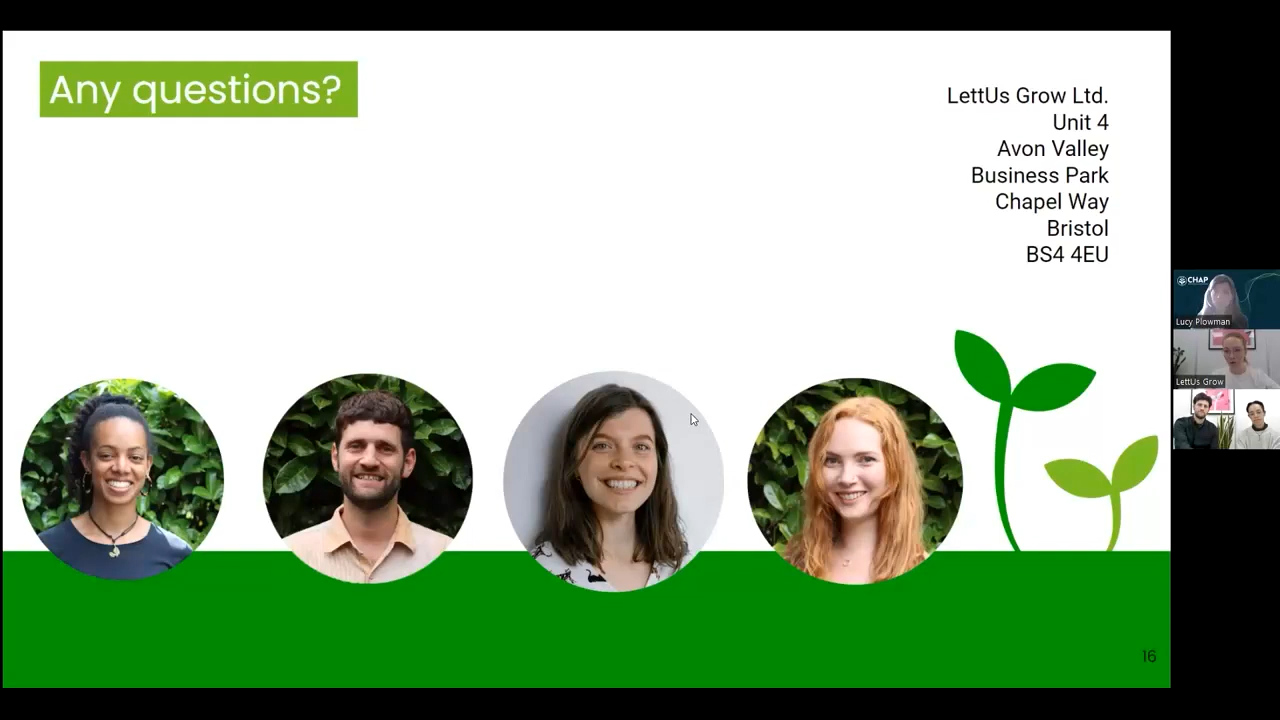 Any questions?
LettUs Grow Ltd.
Unit 4
Avon Valley
Business Park
Chapel Way
Bristol
BS4 4EU
CHAP
Lucy Plowman
LettUs Grow
16